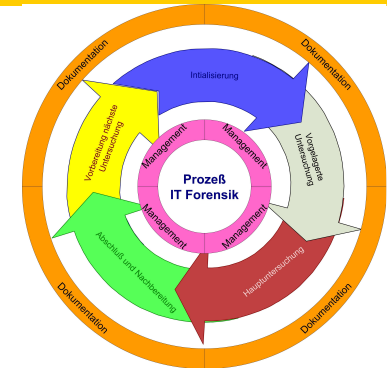 Dokumentation
Dokumentation
Intialisierung
Vorbereitung nächste
Untersuchung
Vorgelagerte
Untersuchung
Management
Management
Prozeß
IT Forensik
Management
Management
Abschluß und Nachbereitung
Hauptuntersuchung
Dokumentation
Dokumentation